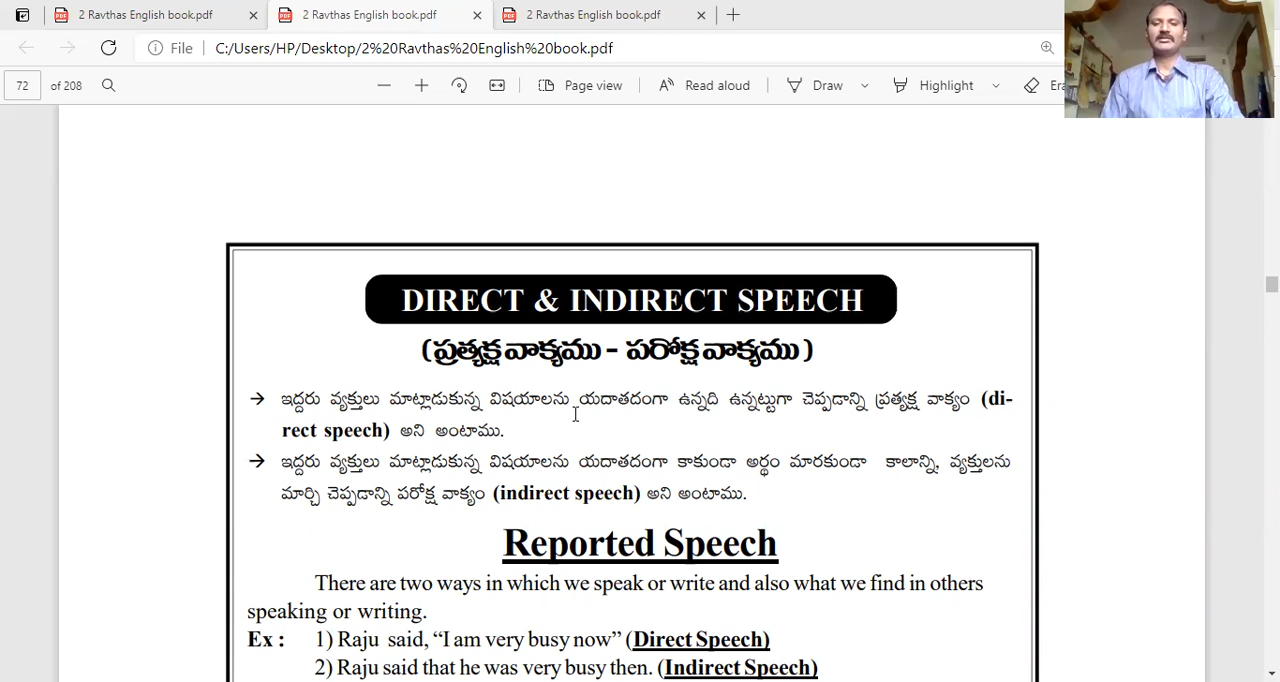 2 Ravthas English book.pdf
2 Ravthas English book.pdf
2 Ravthas English book.pdf
File
C:/Users/HP/Desktop/2%20Ravthas%20English%20book.pdf
72
of 208
Page view
Read aloud
Draw
Highlight
Era
DIRECT & INDIRECT SPEECH
(ప్రత్యక్ష వాక్యము - పరోక్ష వాక్యము)
→ ఇద్దరు వ్యక్తులు మాట్లాడుకున్న విషయాలను యదాతదంగా ఉన్నది ఉన్నట్టుగా చెప్పడాన్ని ప్రత్యక్ష వాక్యం (di-
rect speech) అని అంటాము.
→ ఇద్దరు వ్యక్తులు మాట్లాడుకున్న విషయాలను యదాతదంగా కాకుండా అర్థం మారకుండా కాలాన్ని, వ్యక్తులను
మార్చి చెప్పడాన్ని పరోక్ష వాక్యం (indirect speech) అని అంటాము.
Reported Speech
There are two ways in which we speak or write and also what we find in others
speaking or writing.
Ex : 1) Raju said, “I am very busy now” (Direct Speech)
2) Raju said that he was very busy then. (Indirect Speech)